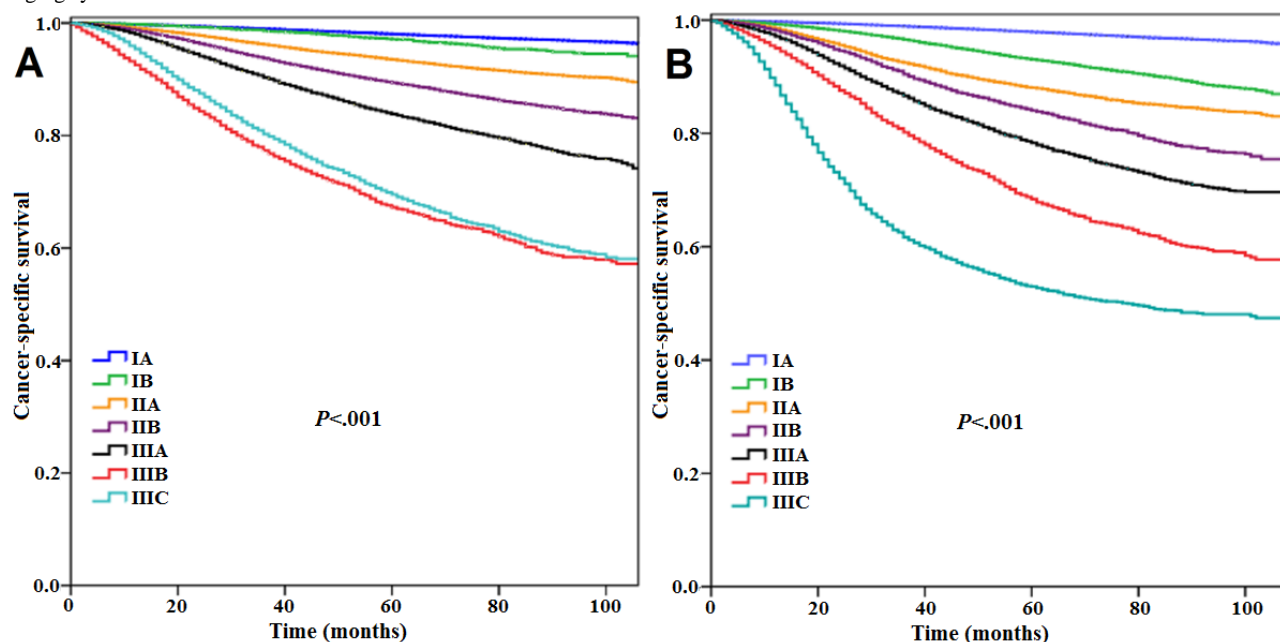 A
Cancer-specific survival
1.0
0.8
0.6
0.4
0.2
0.0
IA
IB
IIA
IIB
IIIA
IIIB
IIIC
P<.001
0 20 40 60 80 100
Time (months)
B
Cancer-specific survival
1.0
0.8
0.6
0.4
0.2
0.0
IA
IB
IIA
IIB
IIIA
IIIB
IIIC
P<.001
0 20 40 60 80 100
Time (months)